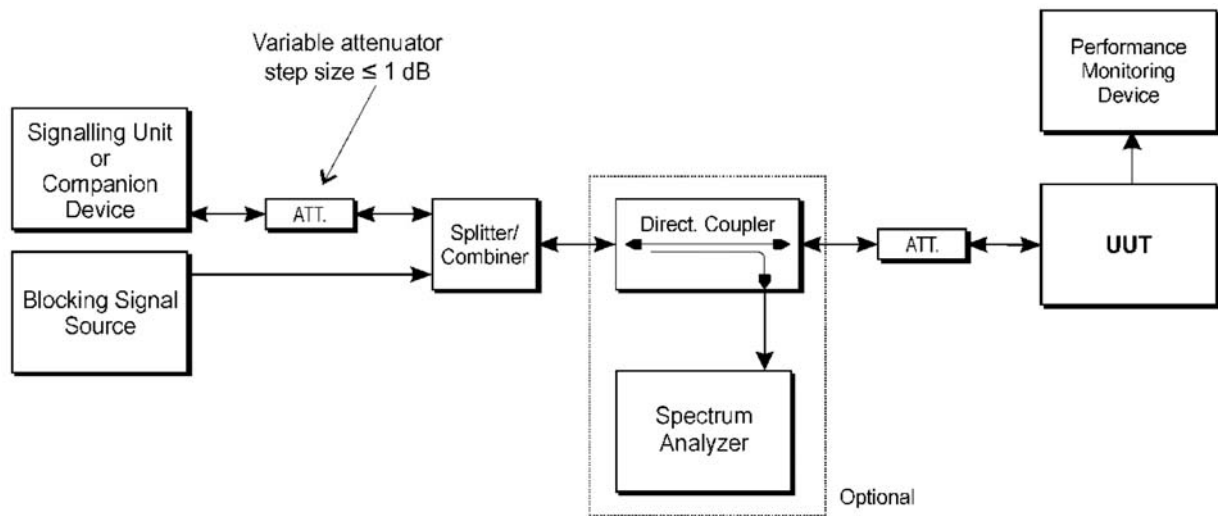 Variable attenuator
step size ≤ 1 dB
Signalling Unit
or
Companion
Device
ATT.
Splitter/
Combiner
Blocking Signal
Source
Direct. Coupler
Spectrum
Analyzer
Optional
ATT.
Performance
Monitoring
Device
UUT